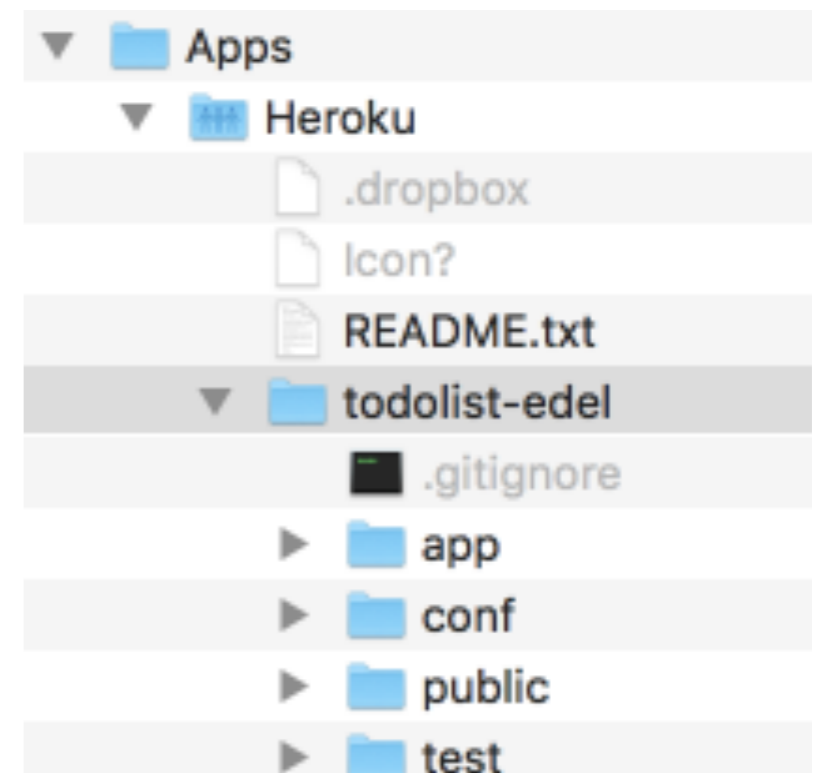 Apps
Heroku
.dropbox
Icon?
README.txt
todolist-edel
.gitignore
app
conf
public
test